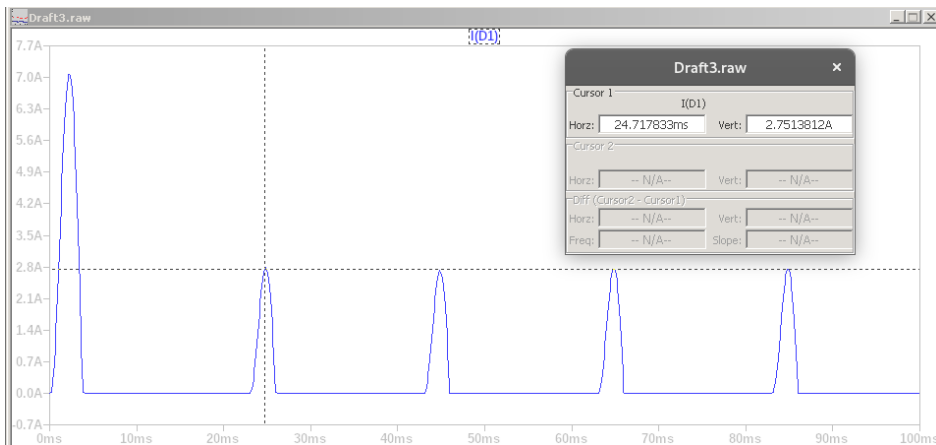 Draft3.raw
I(D1)
7.7A
7.0A
6.3A
5.6A
4.9A
4.2A
3.5A
2.8A
2.1A
1.4A
0.7A
0.0A
-0.7A
0ms 10ms 20ms 30ms 40ms 50ms 60ms 70ms 80ms 90ms 100ms
Draft3.raw ×
Cursor 1
I(D1)
Horz: 24.717833ms Vert: 2.7513812A
Cursor 2
Horz: -- N/A-- Vert: -- N/A--
Diff (Cursor2 - Cursor1)
Horz: -- N/A-- Vert: -- N/A--
Freq: -- N/A-- Slope: -- N/A--